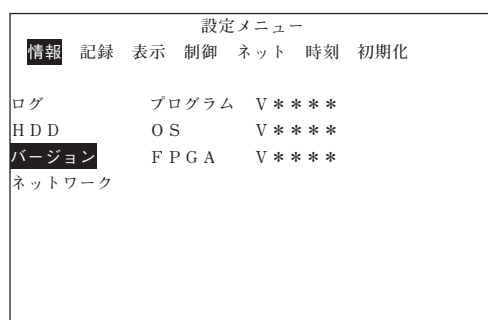 設定メニュー
情報 記録 表示 制御 ネット 時刻 初期化
ログ プログラム V****
HDD OS V****
バージョン FPGA V****
ネットワーク